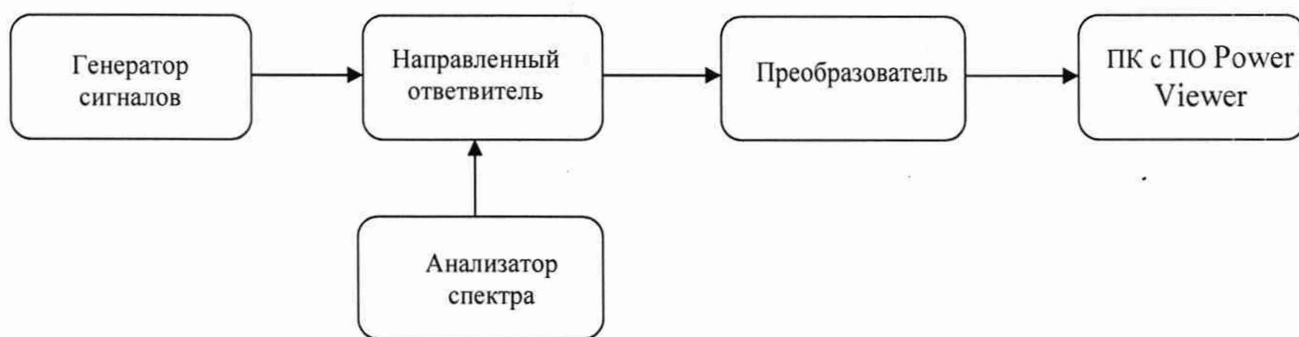 Генератор
сигналов
Направленный
ответвитель
Преобразователь
ПК с ПО Power
Viewer
Анализатор
спектра